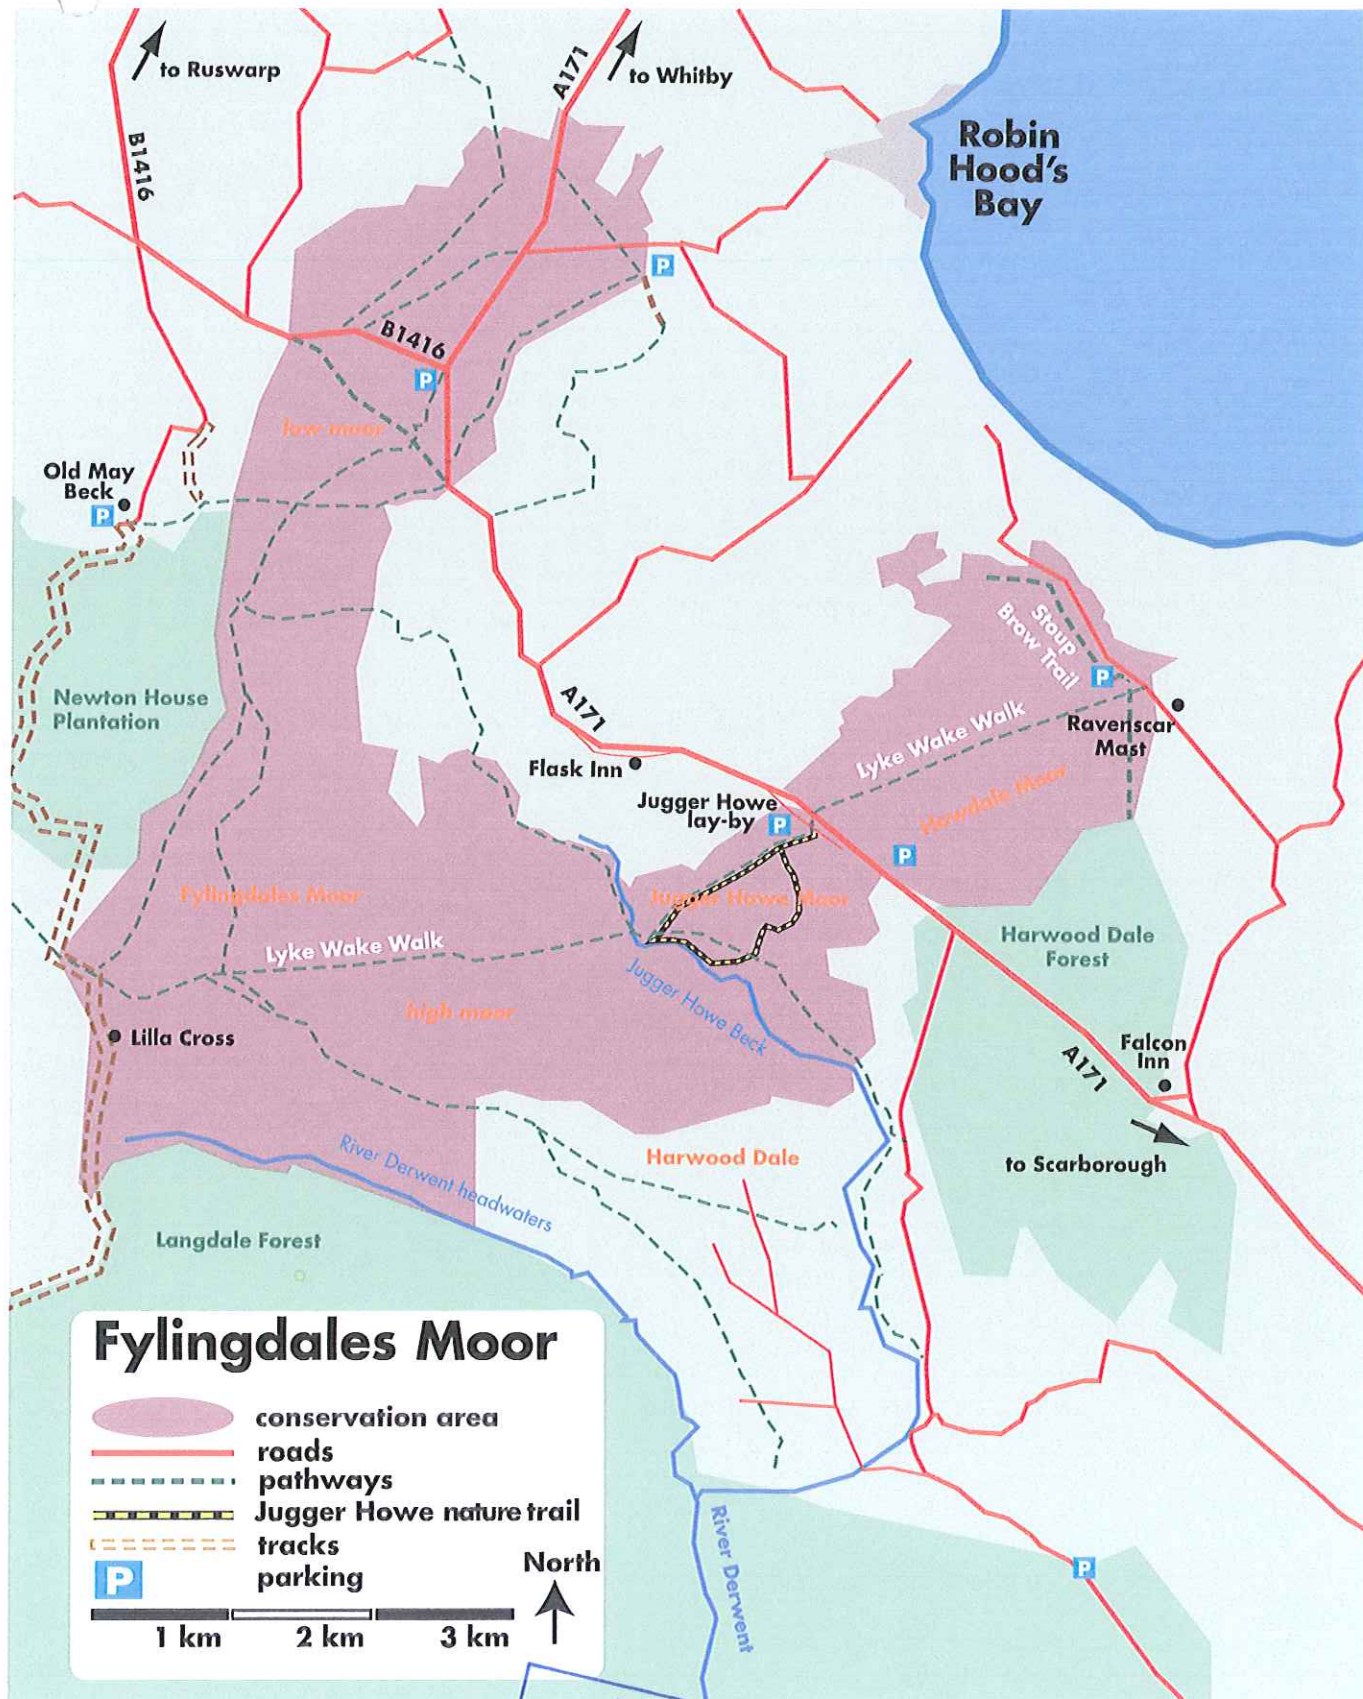 to Ruswarp
A171
to Whitby
B1416
Robin
Hood's
Bay
P
B1416
P
low moor
Old May
Beck
P
Stoup
Brow Trail
P
Newton House
Plantation
A171
Lyke Wake Walk
Ravenscar
Mast
Flask Inn
Howdale Moor
Jugger Howe
lay-by
P
P
Fylingdales Moor
Jugger Howe Moor
Lyke Wake Walk
Harwood Dale
Forest
Jugger Howe Beck
high moor
Lilla Cross
Falcon
Inn
A171
River Derwent headwaters
Harwood Dale
to Scarborough
Langdale Forest
Fylingdales Moor
conservation area
roads
pathways
Jugger Howe nature trail
tracks
P
parking
North
1 km
2 km
3 km
River Derwent
P